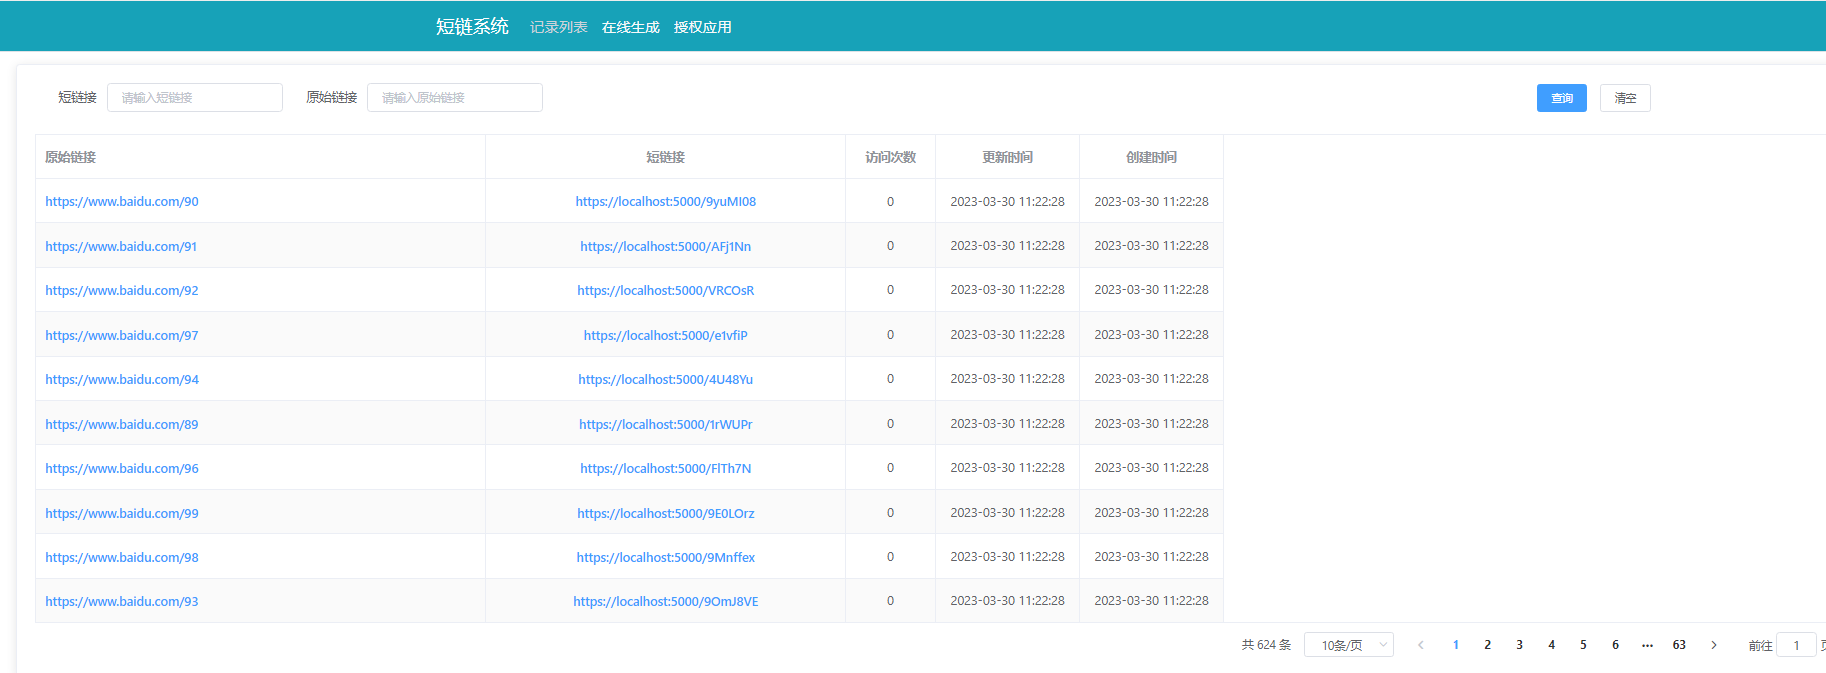 短链系统 记录列表 在线生成 授权应用
短链接 请输入短链接 原始链接 请输入原始链接 查询 清空
原始链接 短链接 访问次数 更新时间 创建时间
https://www.baidu.com/90 https://localhost:5000/9yuMI08 0 2023-03-30 11:22:28 2023-03-30 11:22:28
https://www.baidu.com/91 https://localhost:5000/AFj1Nn 0 2023-03-30 11:22:28 2023-03-30 11:22:28
https://www.baidu.com/92 https://localhost:5000/VRCOsR 0 2023-03-30 11:22:28 2023-03-30 11:22:28
https://www.baidu.com/97 https://localhost:5000/e1vfiP 0 2023-03-30 11:22:28 2023-03-30 11:22:28
https://www.baidu.com/94 https://localhost:5000/4U48Yu 0 2023-03-30 11:22:28 2023-03-30 11:22:28
https://www.baidu.com/89 https://localhost:5000/1rWUPr 0 2023-03-30 11:22:28 2023-03-30 11:22:28
https://www.baidu.com/96 https://localhost:5000/FlTh7N 0 2023-03-30 11:22:28 2023-03-30 11:22:28
https://www.baidu.com/99 https://localhost:5000/9E0LOrz 0 2023-03-30 11:22:28 2023-03-30 11:22:28
https://www.baidu.com/98 https://localhost:5000/9Mnffex 0 2023-03-30 11:22:28 2023-03-30 11:22:28
https://www.baidu.com/93 https://localhost:5000/9OmJ8VE 0 2023-03-30 11:22:28 2023-03-30 11:22:28
共 624 条 10条/页 1 2 3 4 5 6 ••• 63 前往 1